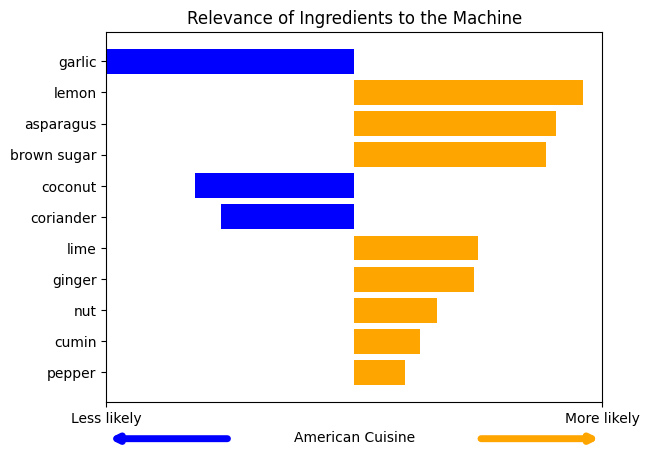 Relevance of Ingredients to the Machine
garlic
lemon
asparagus
brown sugar
coconut
coriander
lime
ginger
nut
cumin
pepper
Less likely
More likely
American Cuisine